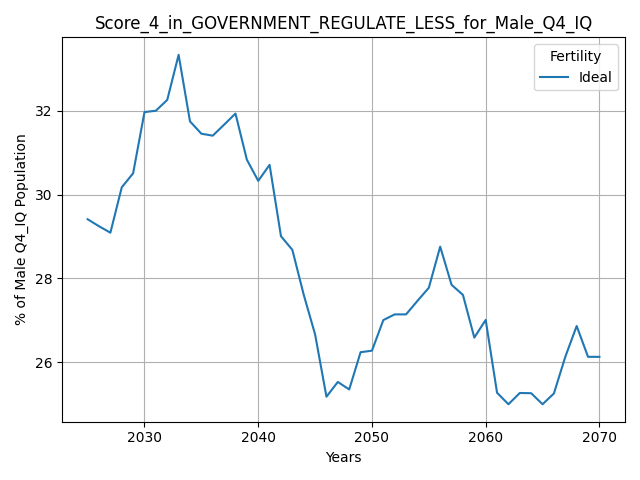 Score_4_in_GOVERNMENT_REGULATE_LESS_for_Male_Q4_IQ
Fertility
Ideal
% of Male Q4_IQ Population
32
30
28
26
2030
2040
2050
2060
2070
Years